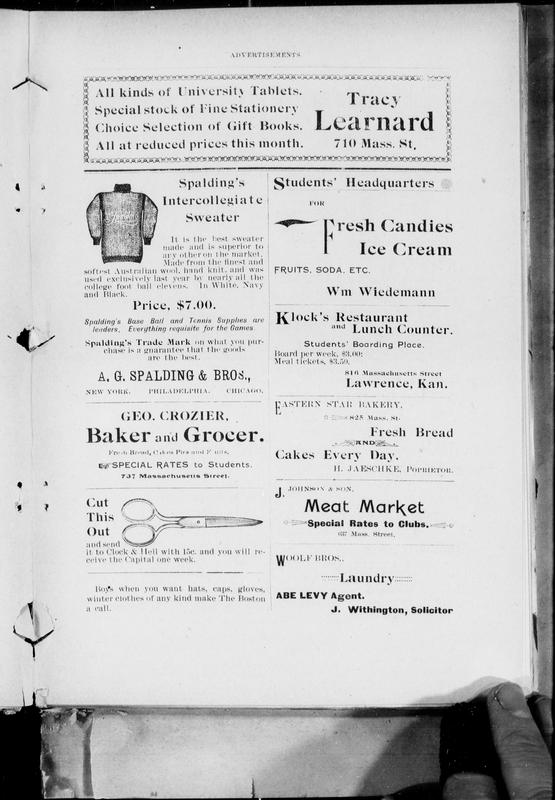 ADVERTISEMENTS
All kinds of University Tablets.
Special stock of Fine Stationery
Choice Selection of Gift Books.
All at reduced prices this month.
Tracy
Learnard
710 Mass. St.
Spalding's
Intercollegiate
Sweater
It is the best sweater
made and is superior to
any other on the market.
Made from the finest and
softest Australian wool, hand knit, and was
used exclusively last year by nearly all the
college foot ball elevens. In White, Navy
and Black.
Price, $7.00.
Spalding's Base Ball and Tennis Supplies are
leaders. Everything requisite for the Games
Spalding's Trade Mark on what you pur-
chase is a gnarantee that the goods
are the best.
A. G. SPALDING & BROS.,
NEW YORK. PHILADELPHIA. CHICAGO.
GEO. CROZIER,
Baker and Grocer.
Fresh Bread, Cakes Pies and Fruits,
SPECIAL RATES to Students.
737 Massachusetts Street.
Cut
This
Out
and send
it to Clock & Hell with 15c. and you will re-
ceive the Capital one week.
Boys when you want hats, caps, gloves,
winter clothes of any kind make The Boston
a call.
Students' Headquarters
FOR
Fresh Candies
Ice Cream
FRUITS, SODA, ETC.
Wm Wiedemann
Klock's Restaurant
and Lunch Counter.
Students' Boarding Place.
Board per week, $3.00;
Meal tickets, $3.50.
816 Massachusetts Street
Lawrence, Kan.
EASTERN STAR BAKERY,
825 Mass. St.
Fresh Bread
AND
Cakes Every Day.
H. JAESCHKE, POPRIETOR.
J. JOHNSON & SON,
Meat Market
Special Rates to Clubs.
637 Mass. Street,
WOOLF BROS.,
Laundry
ABE LEVY Agent.
J. Withington, Solicitor